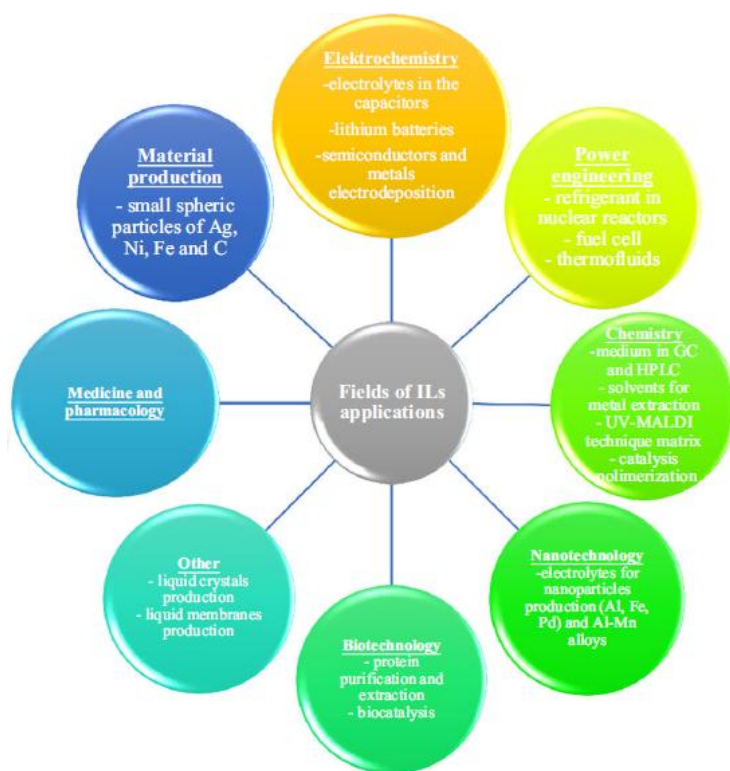 Elektrochemistry
-electrolytes in the
capacitors
-lithium batteries
-semiconductors and
metals
electrodeposition
Power
engineering
- refrigerant in
nuclear reactors
- fuel cell
- thermofluids
Chemistry
-medium in GC
and HPLC
- solvents for
metal extraction
- UV-MALDI
technique matrix
- catalysis
polimerization
Nanotechnology
-electrolytes for
nanoparticles
production (Al, Fe,
Pd) and Al-Mn
alloys
Biotechnology
- protein
purification and
extraction
- biocatalysis
Other
- liquid crystals
production
- liquid membranes
production
Medicine and
pharmacology
Material
production
- small spheric
particles of Ag,
Ni, Fe and C
Fields of ILs
applications